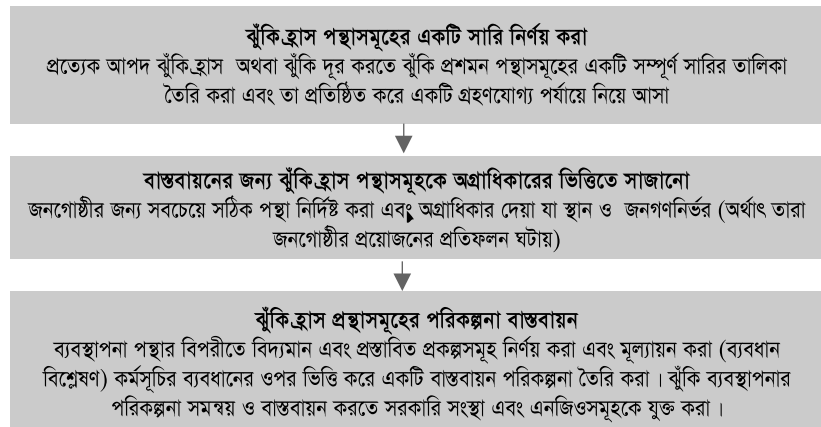 ঝুঁকিহ্রাস পন্থাসমূহের একটি সারি নির্ণয় করা
প্রত্যেক আপদ ঝুঁকিহ্রাস অথবা ঝুঁকি দূর করতে ঝুঁকি প্রশমন পন্থাসমূহের একটি সম্পূর্ণ সারির তালিকা
তৈরি করা এবং তা প্রতিষ্ঠিত করে একটি গ্রহণযোগ্য পর্যায়ে নিয়ে আসা
বাস্তবায়নের জন্য ঝুঁকিহ্রাস পন্থাসমূহকে অগ্রাধিকারের ভিত্তিতে সাজানো
জনগোষ্ঠীর জন্য সবচেয়ে সঠিক পন্থা নির্দিষ্ট করা এবং অগ্রাধিকার দেয়া যা স্থান ও জনগণনির্ভর (অর্থাৎ তারা
জনগোষ্ঠীর প্রয়োজনের প্রতিফলন ঘটায়)
ঝুঁকিহ্রাস প্রন্থাসমূহের পরিকল্পনা বাস্তবায়ন
ব্যবস্থাপনা পন্থার বিপরীতে বিদ্যমান এবং প্রস্তাবিত প্রকল্পসমূহ নির্ণয় করা এবং মূল্যায়ন করা (ব্যবধান
বিশ্লেষণ) কর্মসূচির ব্যবধানের ওপর ভিত্তি করে একটি বাস্তবায়ন পরিকল্পনা তৈরি করা। ঝুঁকি ব্যবস্থাপনার
পরিকল্পনা সমন্বয় ও বাস্তবায়ন করতে সরকারি সংস্থা এবং এনজিওসমূহকে যুক্ত করা।